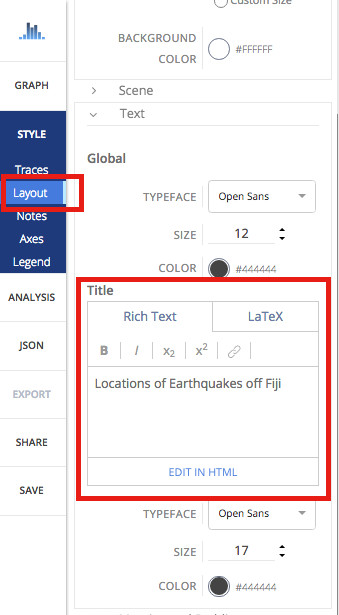 Custom Size
BACKGROUND
COLOR
#FFFFFF
GRAPH
Scene
Text
STYLE
Traces
Layout
Notes
Axes
Legend
Global
TYPEFACE
Open Sans
SIZE
12
COLOR
#444444
ANALYSIS
JSON
EXPORT
SHARE
SAVE
Title
Rich Text
LaTeX
B
I
x₂
x²
Locations of Earthquakes off Fiji
EDIT IN HTML
TYPEFACE
Open Sans
SIZE
17
COLOR
#444444